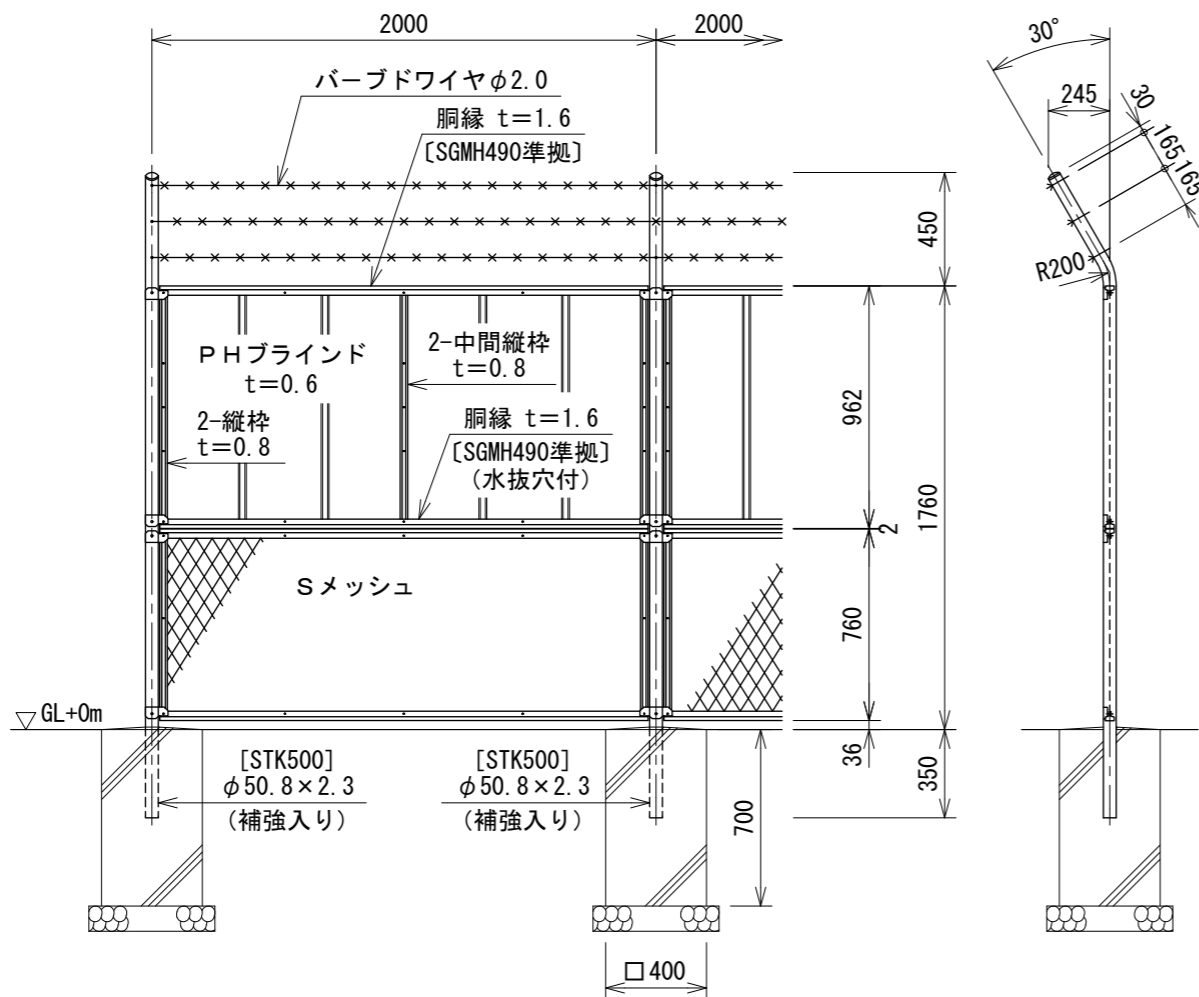 2000
2000
バーブドワイヤφ2.0
胴縁 t＝1.6
〔SGMH490準拠〕
30°
245
30
165
165
R200
450
ＰＨブラインド
t＝0.6
2-中間縦枠
t＝0.8
2-縦枠
t＝0.8
胴縁 t＝1.6
〔SGMH490準拠〕
（水抜穴付）
962
2
1760
Ｓメッシュ
760
GL+0m
36
350
[STK500]
φ50.8×2.3
（補強入り）
[STK500]
φ50.8×2.3
（補強入り）
700
□400